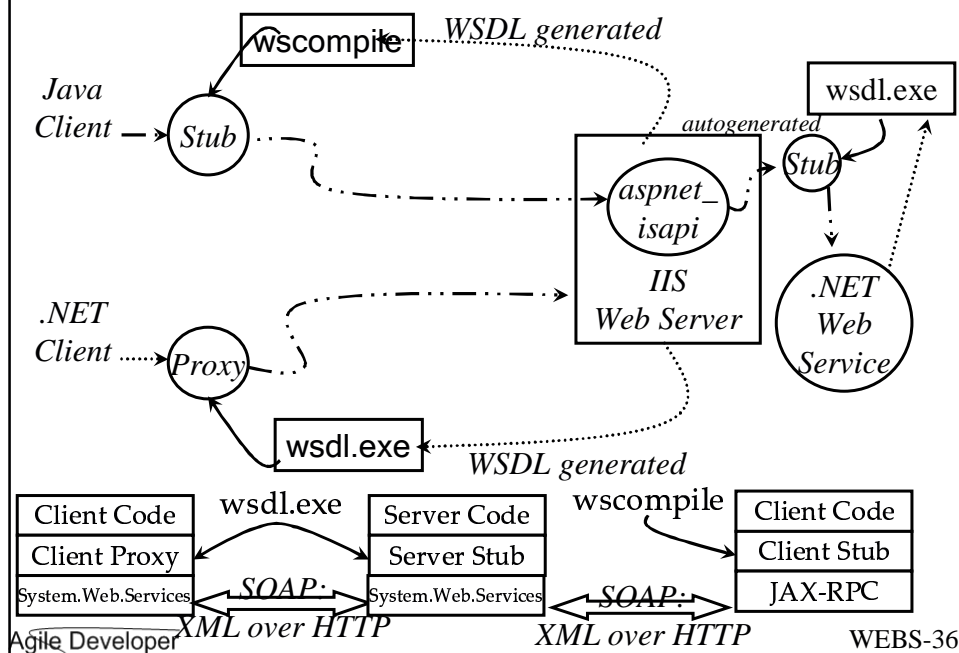 wscompile
WSDL generated
Java
Client
Stub
wsdl.exe
autogenerated
Stub
aspnet_
isapi
IIS
Web Server
.NET
Web
Service
.NET
Client
Proxy
wsdl.exe
WSDL generated
Client Code
Client Proxy
System.Web.Services
wsdl.exe
Server Code
Server Stub
System.Web.Services
wscompile
Client Code
Client Stub
JAX-RPC
SOAP:
XML over HTTP
SOAP:
XML over HTTP
Agile Developer
WEBS-36